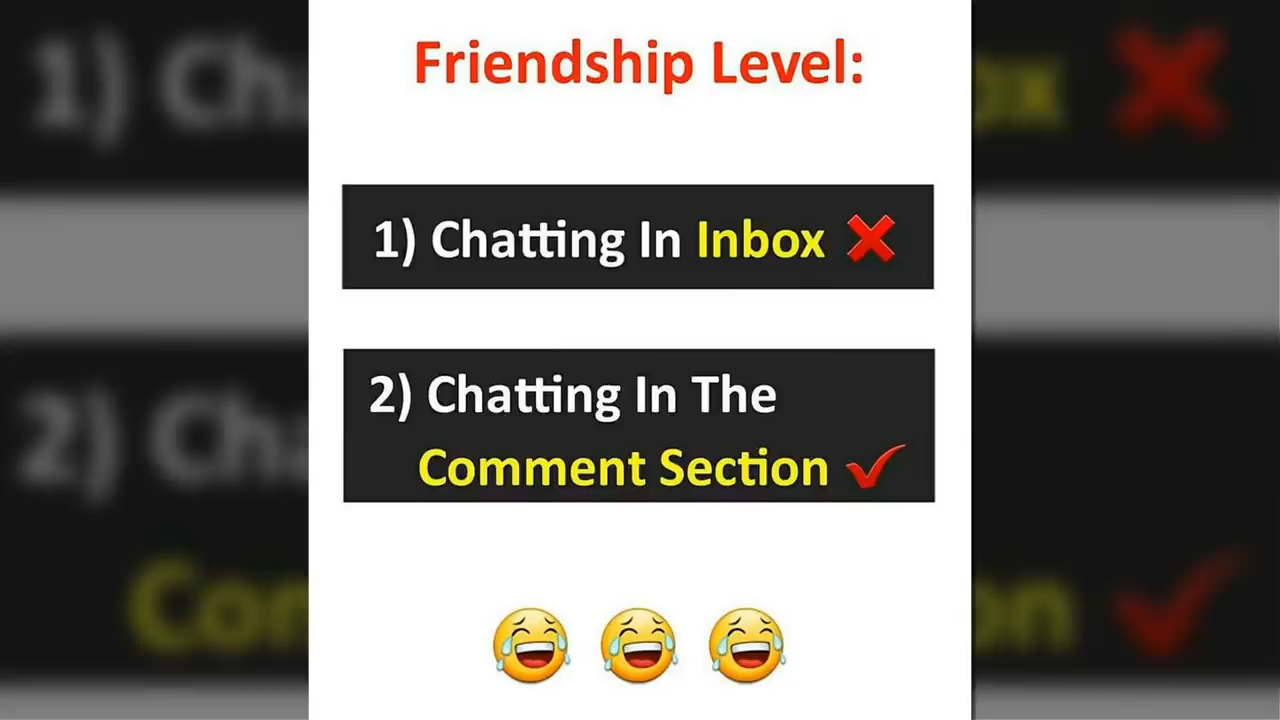 Friendship Level:
1) Chatting In Inbox ❌
2) Chatting In The
Comment Section ✓
😂 😂 😂